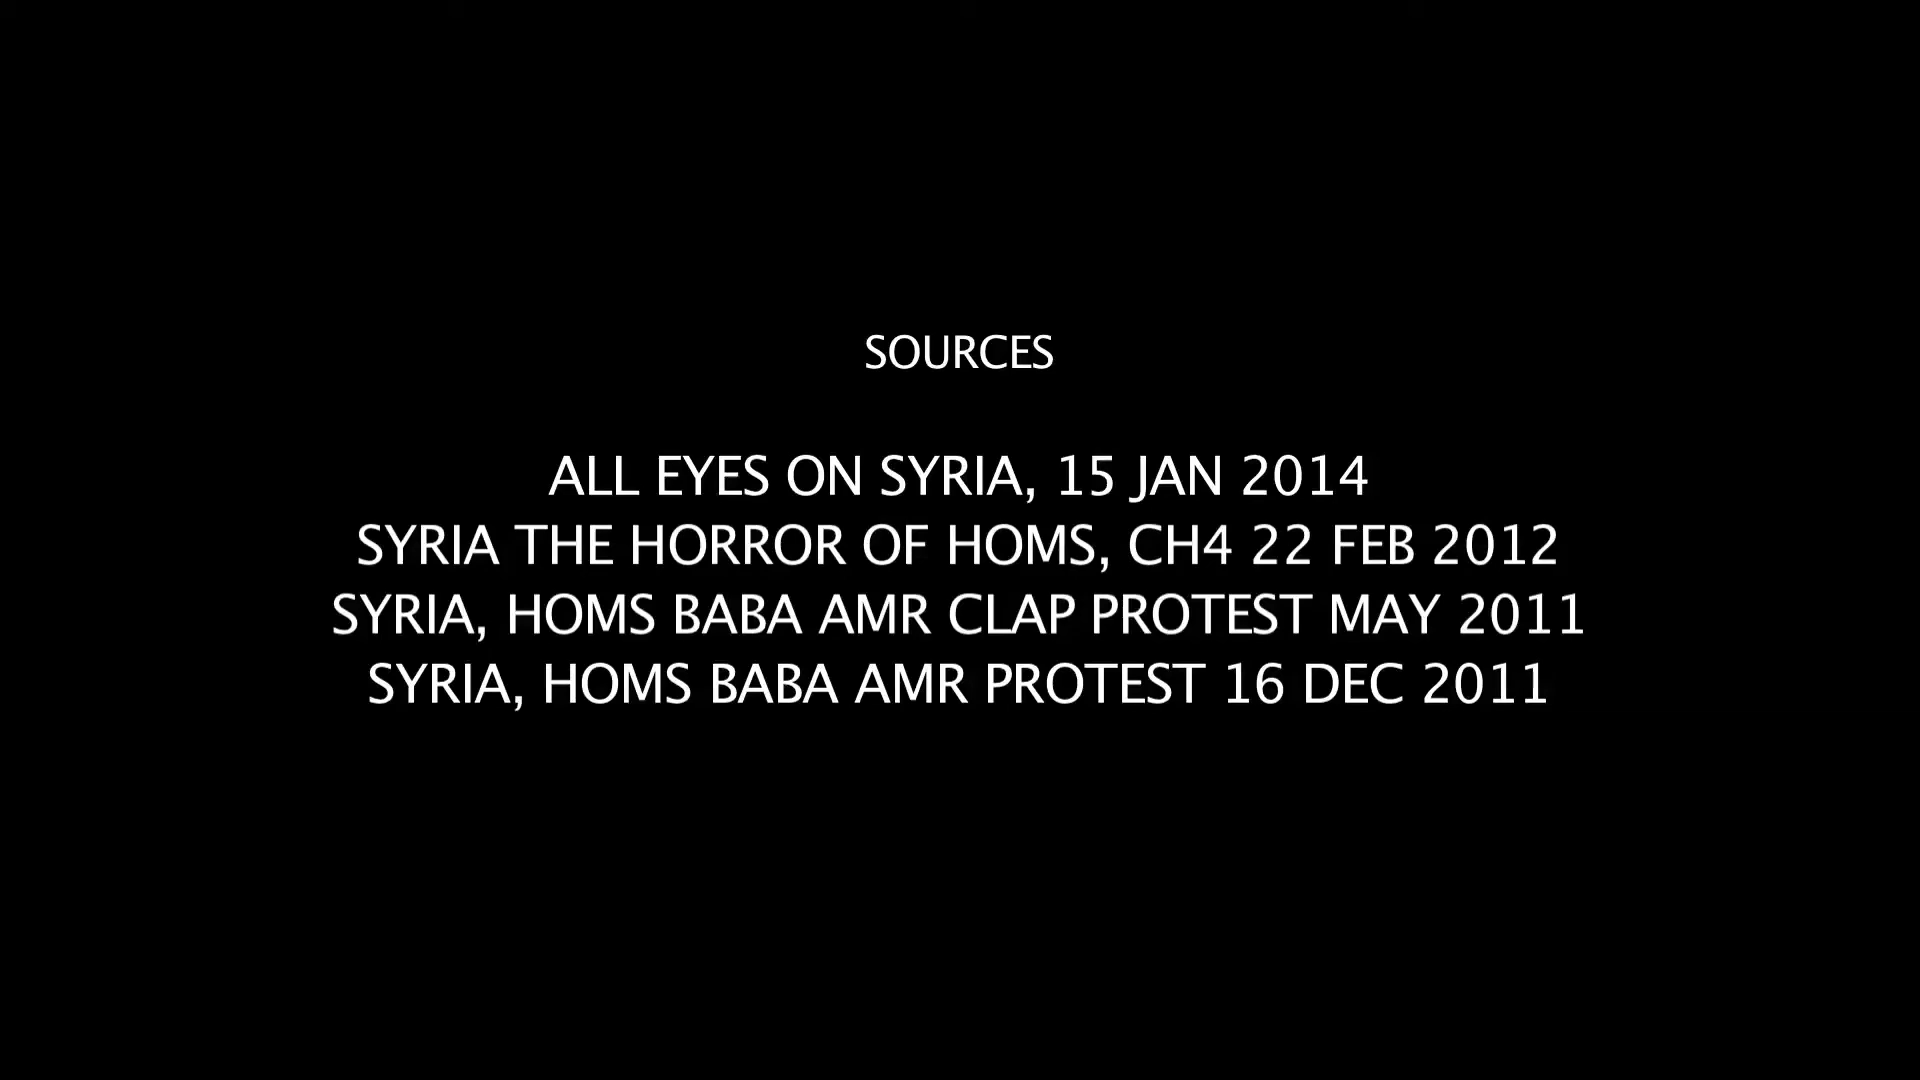 SOURCES
ALL EYES ON SYRIA, 15 JAN 2014
SYRIA THE HORROR OF HOMS, CH4 22 FEB 2012
SYRIA, HOMS BABA AMR CLAP PROTEST MAY 2011
SYRIA, HOMS BABA AMR PROTEST 16 DEC 2011